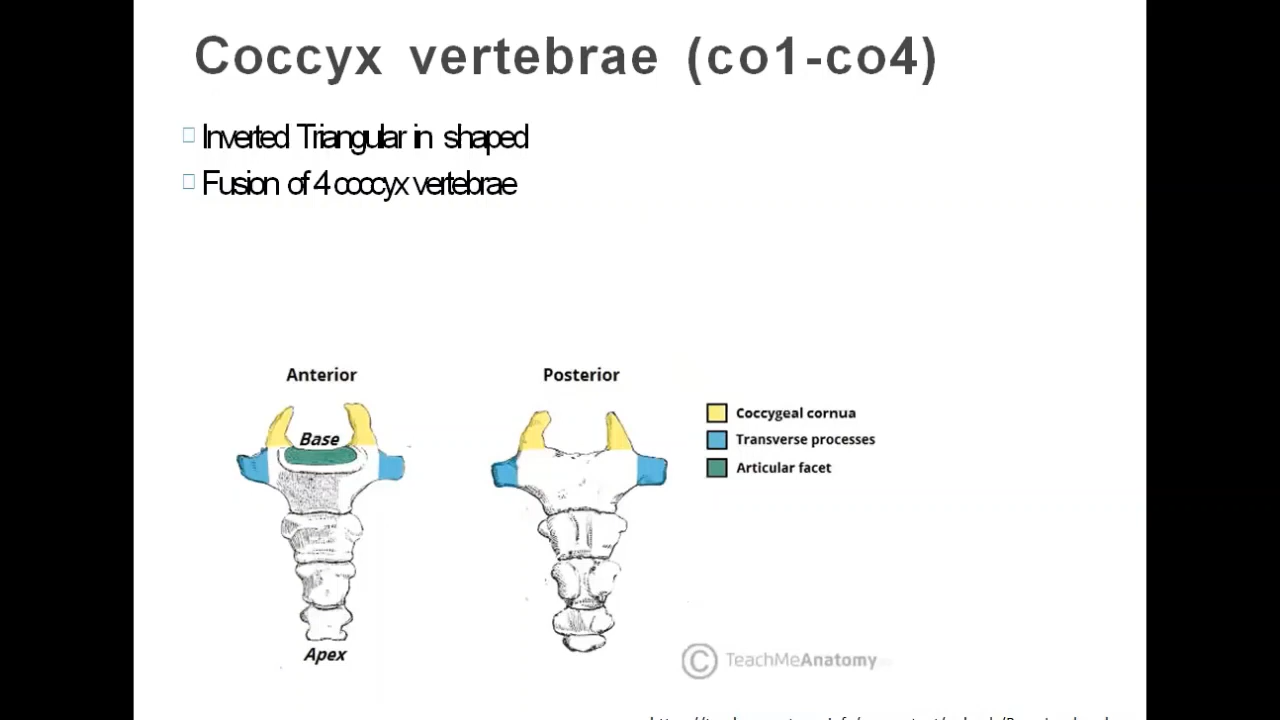 Coccyx vertebrae (co1-co4)
Inverted Triangular in shaped
Fusion of 4 coccyx vertebrae
Anterior
Posterior
Base
Coccygeal cornua
Transverse processes
Articular facet
Apex
© TeachMeAnatomy